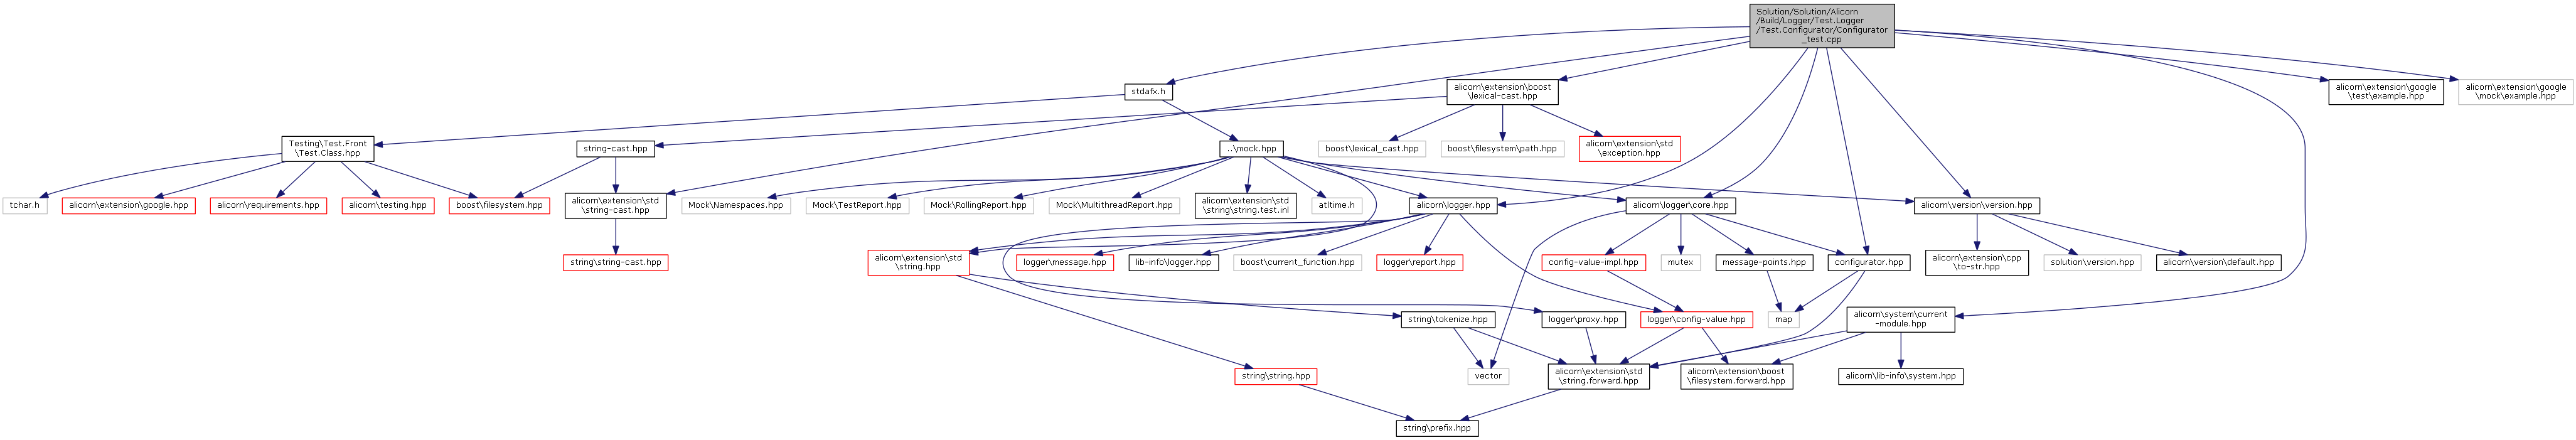 Solution/Solution/Alicorn
/Build/Logger/Test.Logger
/Test.Configurator/Configurator
_test.cpp
stdafx.h
alicorn\extension\boost
\lexical-cast.hpp
alicorn\extension\google
\test\example.hpp
alicorn\extension\google
\mock\example.hpp
Testing\Test.Front
\Test.Class.hpp
string-cast.hpp
..\mock.hpp
boost\lexical_cast.hpp
boost\filesystem\path.hpp
alicorn\extension\std
\exception.hpp
tchar.h
alicorn\extension\google.hpp
alicorn\requirements.hpp
alicorn\testing.hpp
boost\filesystem.hpp
alicorn\extension\std
\string-cast.hpp
Mock\Namespaces.hpp
Mock\TestReport.hpp
Mock\RollingReport.hpp
Mock\MultithreadReport.hpp
alicorn\extension\std
\string\string.test.inl
atltime.h
alicorn\logger.hpp
alicorn\logger\core.hpp
alicorn\version\version.hpp
string\string-cast.hpp
alicorn\extension\std
\string.hpp
logger\message.hpp
lib-info\logger.hpp
boost\current_function.hpp
logger\report.hpp
config-value-impl.hpp
mutex
message-points.hpp
configurator.hpp
alicorn\extension\cpp
\to-str.hpp
solution\version.hpp
alicorn\version\default.hpp
string\tokenize.hpp
logger\proxy.hpp
logger\config-value.hpp
map
alicorn\system\current
-module.hpp
string\string.hpp
vector
alicorn\extension\std
\string.forward.hpp
alicorn\extension\boost
\filesystem.forward.hpp
alicorn\lib-info\system.hpp
string\prefix.hpp